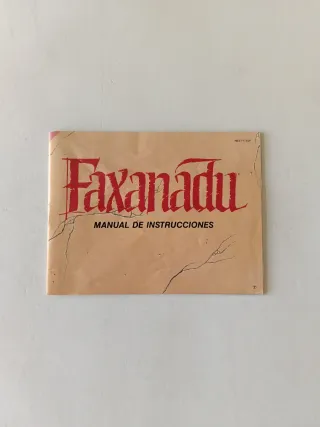 Faxanadu
MANUAL DE INSTRUCCIONES